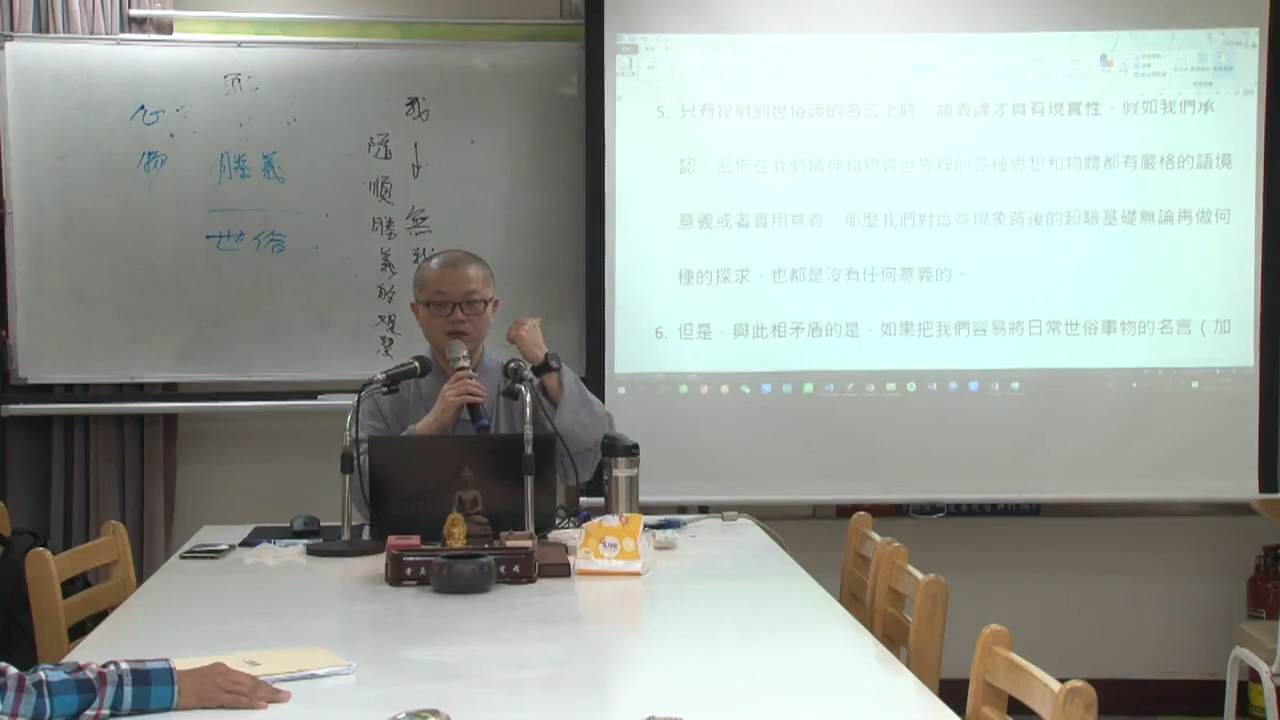 心
物
勝義
世俗
我
無我
隨順勝義的觀察
5. 只有投射到世俗諦的名言上時，勝義諦才具有現實性。假如我們承
認，密佈在我們精神和物質世界裡的各種思想和物體都有嚴格的語境
意義或者實用意義，那麼我們對這些現象背後的超驗基礎無論再做何
種的探求，也都是沒有任何意義的。
6. 但是，與此相矛盾的是，如果把我們容易將日常世俗事物的名言（加